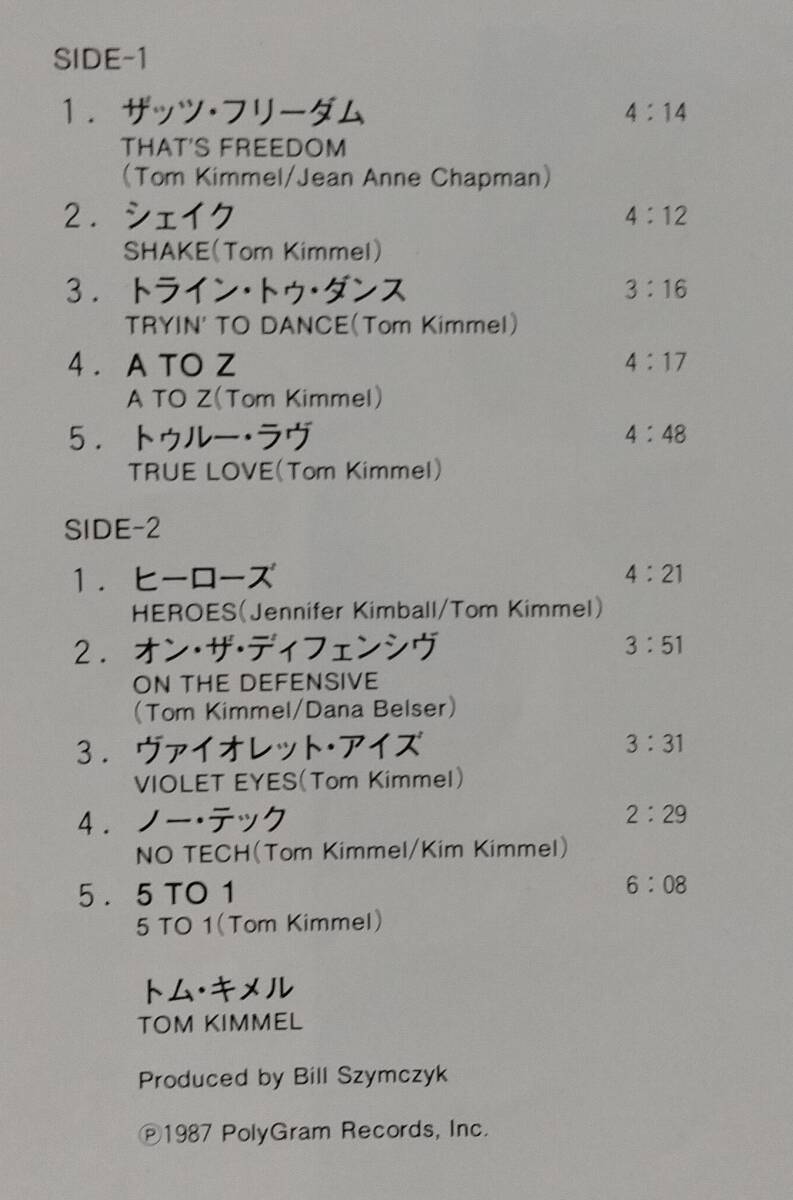 SIDE-1
1. ザッツ・フリーダム 4:14
THAT'S FREEDOM
(Tom Kimmel/Jean Anne Chapman)
2. シェイク 4:12
SHAKE(Tom Kimmel)
3. トライン・トゥ・ダンス 3:16
TRYIN' TO DANCE(Tom Kimmel)
4. A TO Z 4:17
A TO Z(Tom Kimmel)
5. トゥルー・ラヴ 4:48
TRUE LOVE(Tom Kimmel)
SIDE-2
1. ヒーローズ 4:21
HEROES(Jennifer Kimball/Tom Kimmel)
2. オン・ザ・ディフェンシヴ 3:51
ON THE DEFENSIVE
(Tom Kimmel/Dana Belser)
3. ヴァイオレット・アイズ 3:31
VIOLET EYES(Tom Kimmel)
4. ノー・テック 2:29
NO TECH(Tom Kimmel/Kim Kimmel)
5. 5 TO 1 6:08
5 TO 1(Tom Kimmel)
トム・キメル
TOM KIMMEL
Produced by Bill Szymczyk
Ⓟ1987 PolyGram Records, Inc.